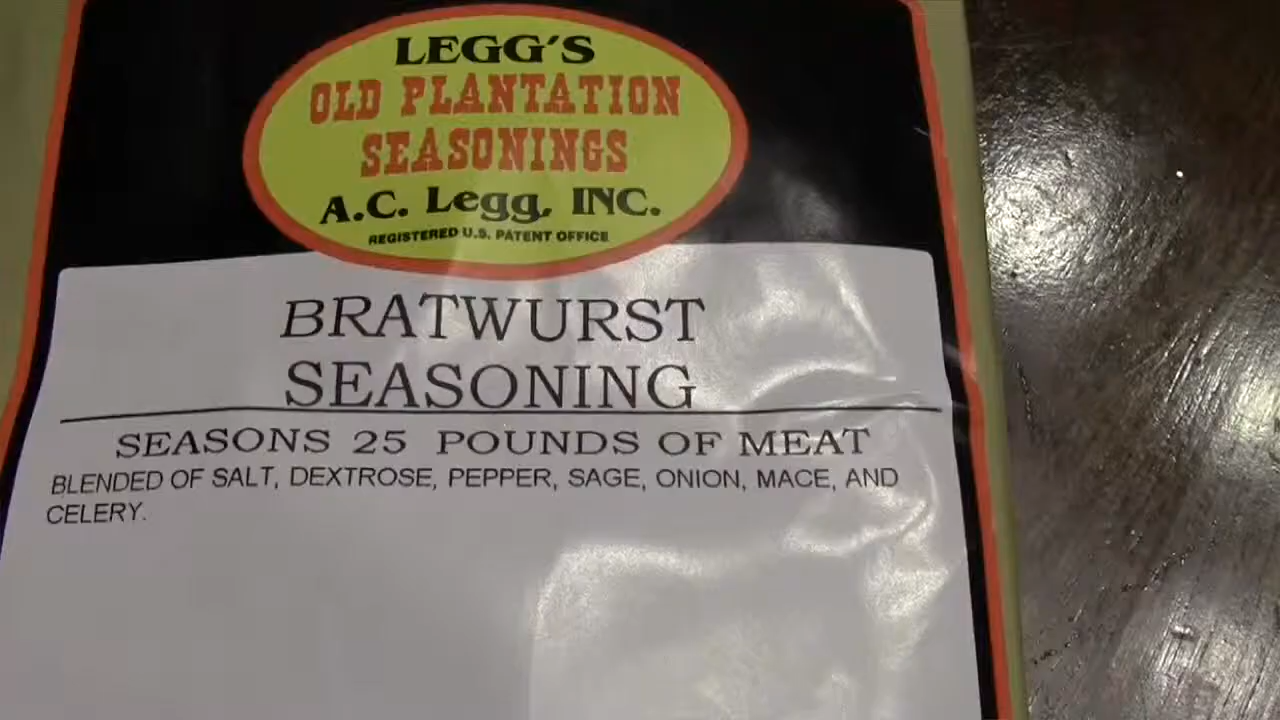 LEGG'S
OLD PLANTATION
SEASONINGS
A.C. Legg, INC.
REGISTERED U.S. PATENT OFFICE
BRATWURST
SEASONING
SEASONS 25 POUNDS OF MEAT
BLENDED OF SALT, DEXTROSE, PEPPER, SAGE, ONION, MACE, AND
CELERY.